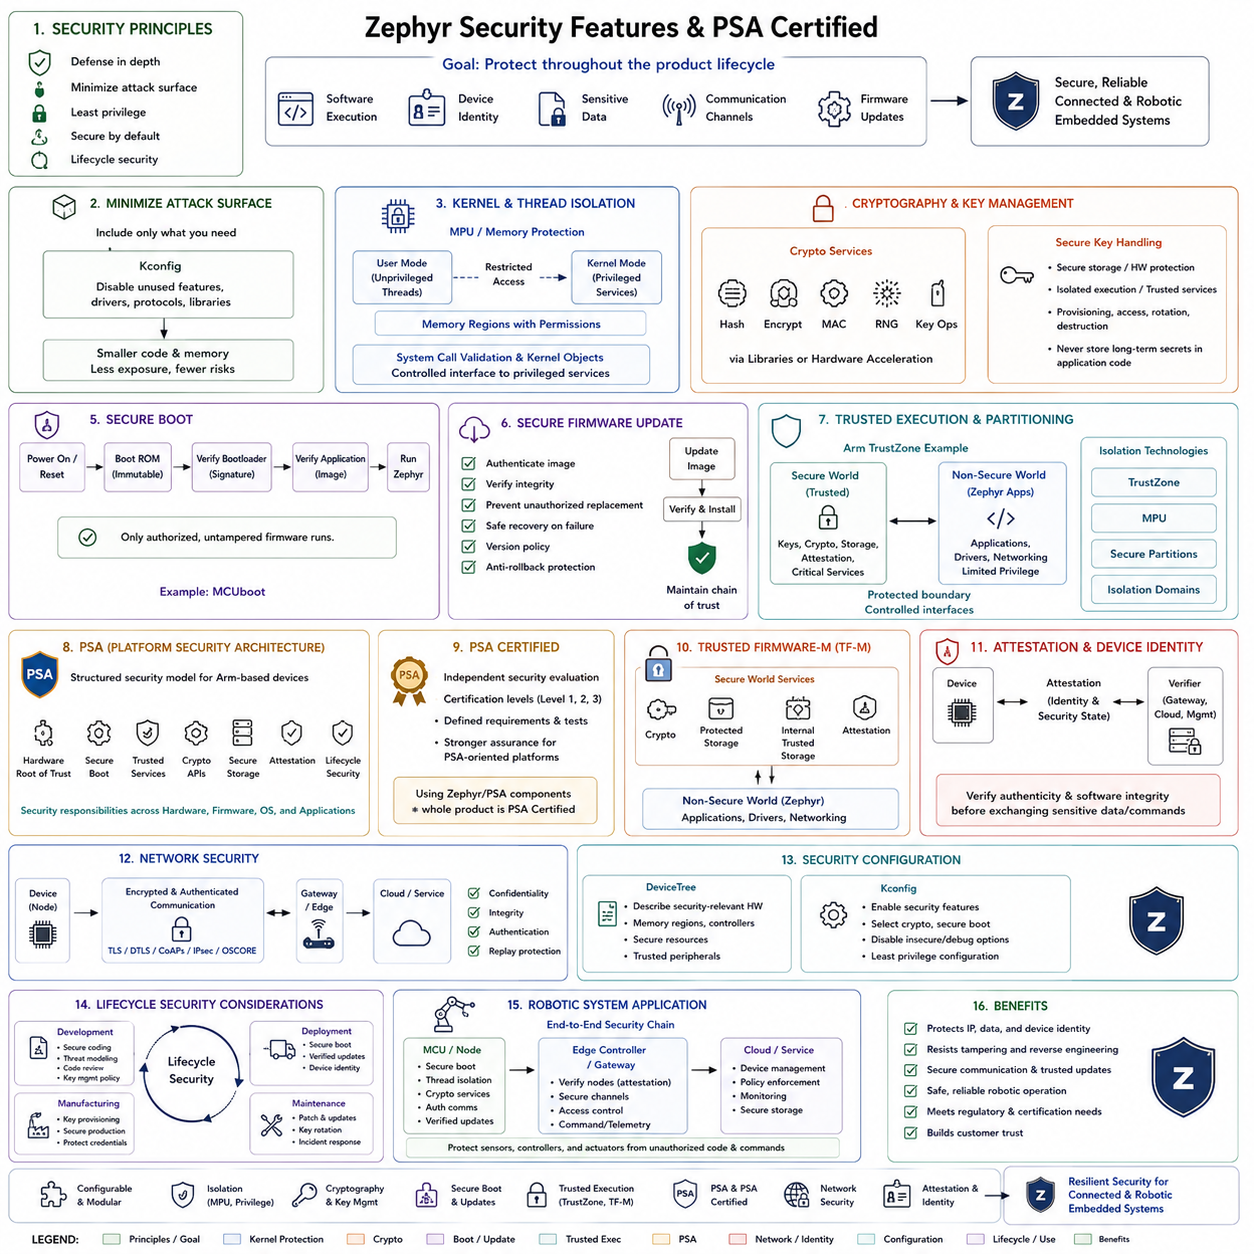 Zephyr Security Features & PSA Certified
1. SECURITY PRINCIPLES
Defense in depth
Minimize attack surface
Least privilege
Secure by default
Lifecycle security
Goal: Protect throughout the product lifecycle
Software
Execution
Device
Identity
Sensitive
Data
Communication
Channels
Firmware
Updates
Z
Secure, Reliable
Connected & Robotic
Embedded Systems
2. MINIMIZE ATTACK SURFACE
Include only what you need
Kconfig
Disable unused features,
drivers, protocols, libraries
Smaller code & memory
Less exposure, fewer risks
3. KERNEL & THREAD ISOLATION
MPU / Memory Protection
User Mode
(Unprivileged
Threads)
Restricted
Access
Kernel Mode
(Privileged
Services)
Memory Regions with Permissions
System Call Validation & Kernel Objects
Controlled interface to privileged services
. CRYPTOGRAPHY & KEY MANAGEMENT
Crypto Services
Hash
Encrypt
MAC
RNG
Key Ops
via Libraries or Hardware Acceleration
Secure Key Handling
• Secure storage / HW protection
• Isolated execution / Trusted services
• Provisioning, access, rotation,
destruction
• Never store long-term secrets in
application code
5. SECURE BOOT
Power On /
Reset
Boot ROM
(Immutable)
Verify Bootloader
(Signature)
Verify Application
(Image)
Run
Zephyr
Only authorized, untampered firmware runs.
Example: MCUboot
6. SECURE FIRMWARE UPDATE
Authenticate image
Verify integrity
Prevent unauthorized replacement
Safe recovery on failure
Version policy
Anti-rollback protection
Update
Image
Verify & Install
Maintain chain
of trust
7. TRUSTED EXECUTION & PARTITIONING
Arm TrustZone Example
Secure World
(Trusted)
Keys, Crypto, Storage,
Attestation,
Critical Services
Non-Secure World
(Zephyr Apps)
</>
Applications,
Drivers, Networking
Limited Privilege
Protected boundary
Controlled interfaces
Isolation Technologies
TrustZone
MPU
Secure Partitions
Isolation Domains
8. PSA (PLATFORM SECURITY ARCHITECTURE)
PSA
Structured security model for Arm-based devices
Hardware
Root of Trust
Secure
Boot
Trusted
Services
Crypto
APIs
Secure
Storage
Attestation
Lifecycle
Security
Security responsibilities across Hardware, Firmware, OS, and Applications
9. PSA CERTIFIED
PSA
Independent security evaluation
Certification levels (Level 1, 2, 3)
• Defined requirements & tests
• Stronger assurance for
PSA-oriented platforms
Using Zephyr/PSA components
* whole product is PSA Certified
10. TRUSTED FIRMWARE-M (TF-M)
Secure World Services
Crypto
Protected
Storage
Internal
Trusted
Storage
Attestation
Non-Secure World (Zephyr)
Applications, Drivers, Networking
11. ATTESTATION & DEVICE IDENTITY
Device
Attestation
(Identity &
Security State)
Verifier
(Gateway,
Cloud, Mgmt)
Verify authenticity & software integrity
before exchanging sensitive data/commands
12. NETWORK SECURITY
Device
(Node)
Encrypted & Authenticated
Communication
TLS / DTLS / CoAPs / IPsec / OSCORE
Gateway
/ Edge
Cloud / Service
Confidentiality
Integrity
Authentication
Replay protection
13. SECURITY CONFIGURATION
DeviceTree
• Describe security-relevant HW
• Memory regions, controllers
• Secure resources
• Trusted peripherals
Kconfig
• Enable security features
• Select crypto, secure boot
• Disable insecure/debug options
• Least privilege configuration
Z
14. LIFECYCLE SECURITY CONSIDERATIONS
Development
• Secure coding
• Threat modeling
• Code review
• Key mgmt policy
Lifecycle
Security
Deployment
• Secure boot
• Verified updates
• Device identity
Manufacturing
• Key provisioning
• Secure production
• Protect credentials
Maintenance
• Patch & updates
• Key rotation
• Incident response
15. ROBOTIC SYSTEM APPLICATION
End-to-End Security Chain
MCU / Node
• Secure boot
• Thread isolation
• Crypto services
• Auth comms
• Verified updates
Edge Controller
/ Gateway
• Verify nodes (attestation)
• Secure channels
• Access control
• Command/Telemetry
Cloud / Service
• Device management
• Policy enforcement
• Monitoring
• Secure storage
Protect sensors, controllers, and actuators from unauthorized code & commands
16. BENEFITS
Protects IP, data, and device identity
Resists tampering and reverse engineering
Secure communication & trusted updates
Safe, reliable robotic operation
Meets regulatory & certification needs
Builds customer trust
Z
Configurable
& Modular
Isolation
(MPU, Privilege)
Cryptography
& Key Mgmt
Secure Boot
& Updates
Trusted Execution
(TrustZone, TF-M)
PSA
PSA & PSA
Certified
Network
Security
Attestation &
Identity
Z
Resilient Security for
Connected & Robotic
Embedded Systems
LEGEND:
Principles / Goal
Kernel Protection
Crypto
Boot / Update
Trusted Exec
PSA
Network / Identity
Configuration
Lifecycle / Use
Benefits